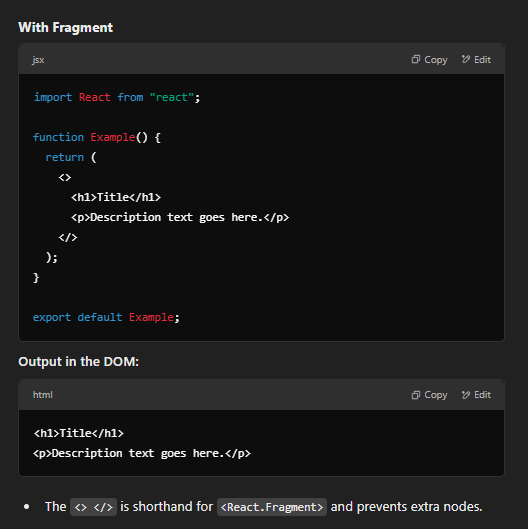 With Fragment
jsx Copy Edit
import React from "react";
function Example() {
return (
<>
<h1>Title</h1>
<p>Description text goes here.</p>
</>
);
}
export default Example;
Output in the DOM:
html Copy Edit
<h1>Title</h1>
<p>Description text goes here.</p>
• The <> </> is shorthand for <React.Fragment> and prevents extra nodes.